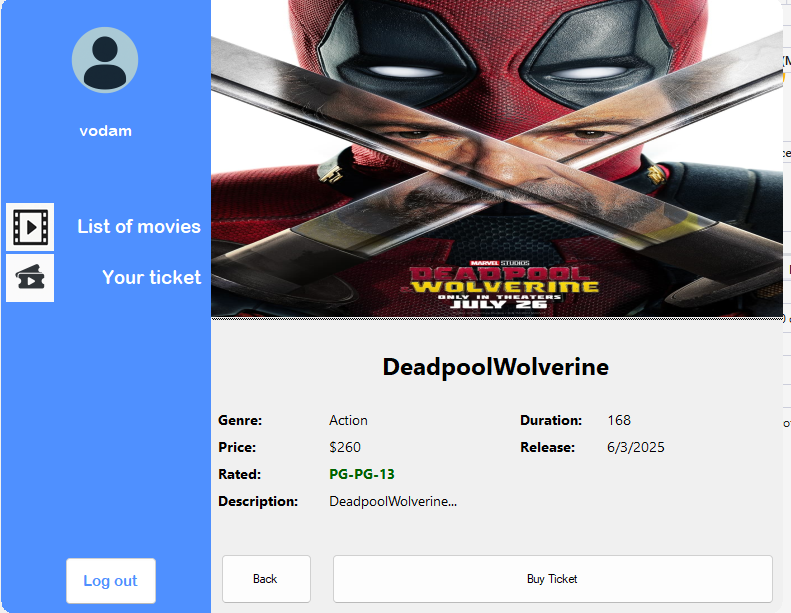 vodam
List of movies
Your ticket
Log out
MARVEL STUDIOS
DEADPOOL
WOLVERINE
ONLY IN THEATERS
JULY 26
DeadpoolWolverine
Genre: Action Duration: 168
Price: $260 Release: 6/3/2025
Rated: PG-PG-13
Description: DeadpoolWolverine...
Back Buy Ticket